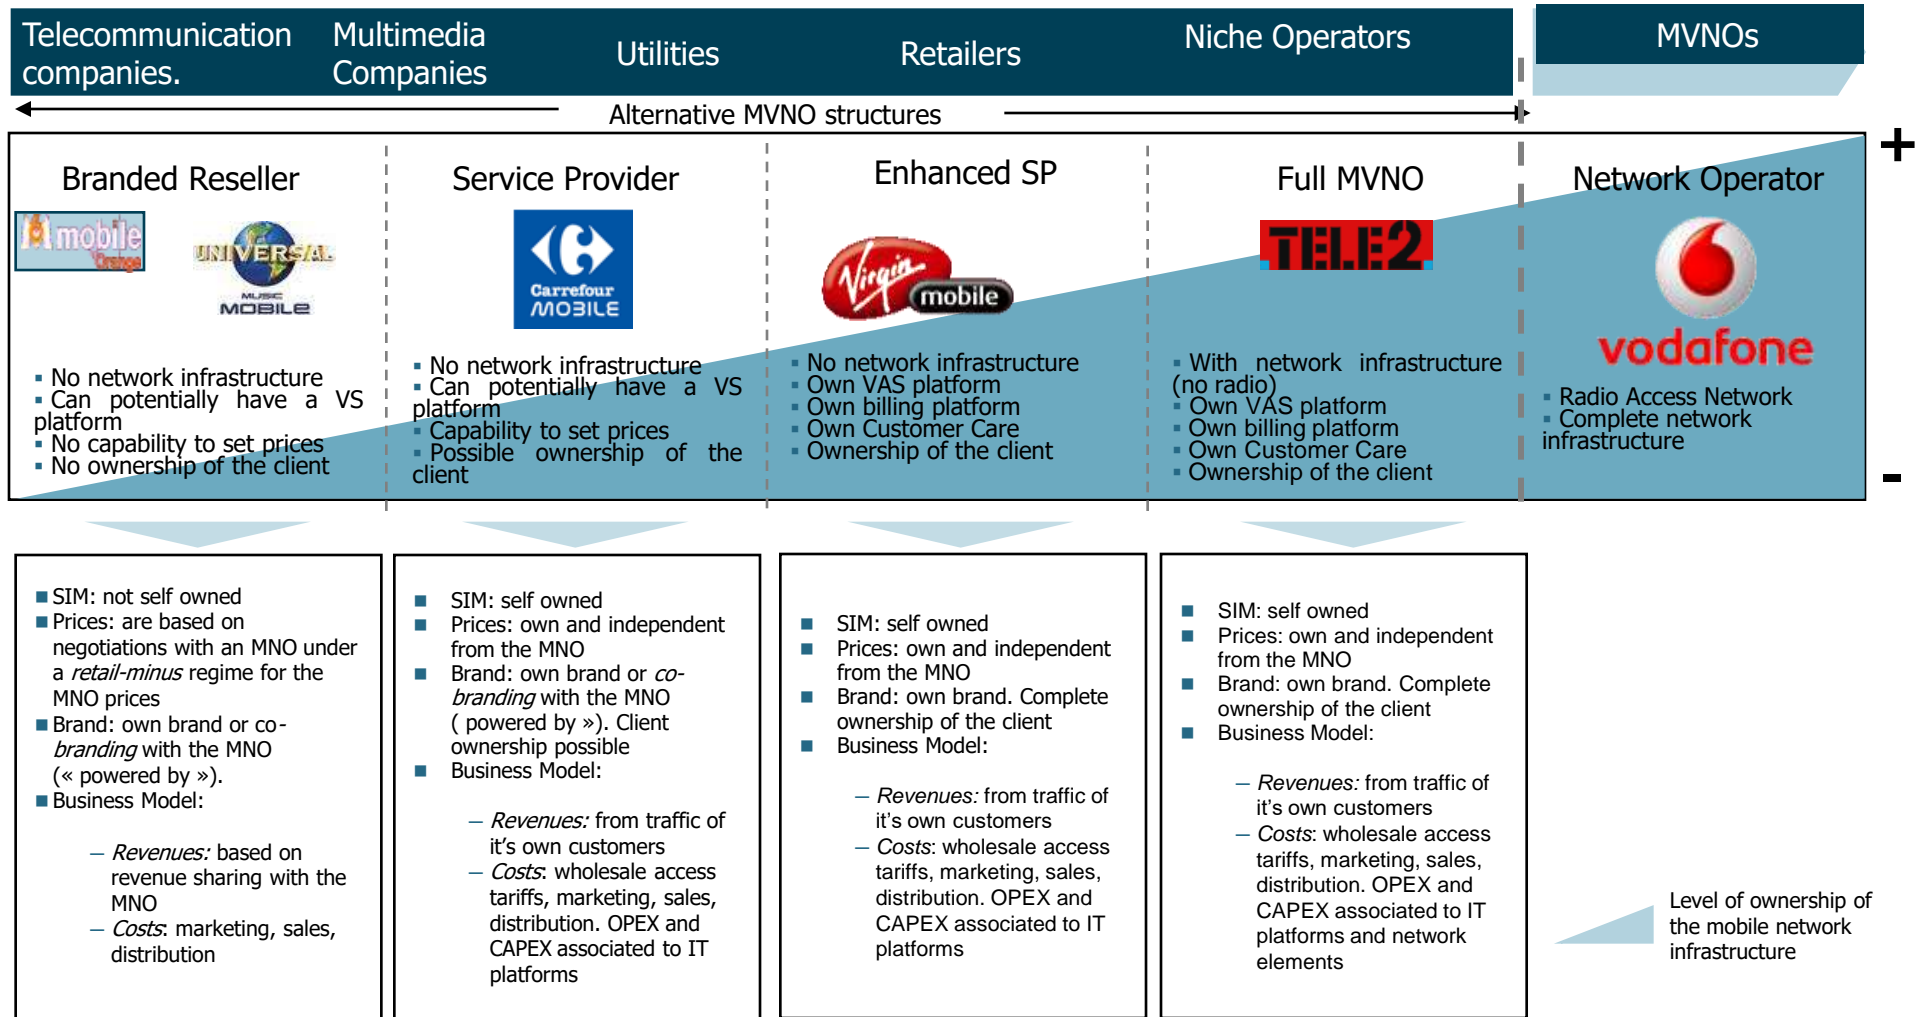 Telecommunication
companies.
Multimedia
Companies
Utilities
Retailers
Niche Operators
MVNOs
Alternative MVNO structures
+
-
Branded Reseller
mobile
Orange
UNIVERSAL
MUSIC
MOBILE
▪ No network infrastructure
▪ Can potentially have a VS
platform
▪ No capability to set prices
▪ No ownership of the client
Service Provider
Carrefour
MOBILE
▪ No network infrastructure
▪ Can potentially have a VS
platform
▪ Capability to set prices
▪ Possible ownership of the
client
Enhanced SP
Virgin
mobile
▪ No network infrastructure
▪ Own VAS platform
▪ Own billing platform
▪ Own Customer Care
▪ Ownership of the client
Full MVNO
TELE2
▪ With network infrastructure
(no radio)
▪ Own VAS platform
▪ Own billing platform
▪ Own Customer Care
▪ Ownership of the client
Network Operator
vodafone
▪ Radio Access Network
▪ Complete network
infrastructure
■ SIM: not self owned
■ Prices: are based on
negotiations with an MNO under
a retail-minus regime for the
MNO prices
■ Brand: own brand or co-
branding with the MNO
(« powered by »).
■ Business Model:
– Revenues: based on
revenue sharing with the
MNO
– Costs: marketing, sales,
distribution
■ SIM: self owned
■ Prices: own and independent
from the MNO
■ Brand: own brand or co-
branding with the MNO
( powered by »). Client
ownership possible
■ Business Model:
– Revenues: from traffic of
it's own customers
– Costs: wholesale access
tariffs, marketing, sales,
distribution. OPEX and
CAPEX associated to IT
platforms
■ SIM: self owned
■ Prices: own and independent
from the MNO
■ Brand: own brand. Complete
ownership of the client
■ Business Model:
– Revenues: from traffic of
it's own customers
– Costs: wholesale access
tariffs, marketing, sales,
distribution. OPEX and
CAPEX associated to IT
platforms
■ SIM: self owned
■ Prices: own and independent
from the MNO
■ Brand: own brand. Complete
ownership of the client
■ Business Model:
– Revenues: from traffic of
it's own customers
– Costs: wholesale access
tariffs, marketing, sales,
distribution. OPEX and
CAPEX associated to IT
platforms and network
elements
Level of ownership of
the mobile network
infrastructure